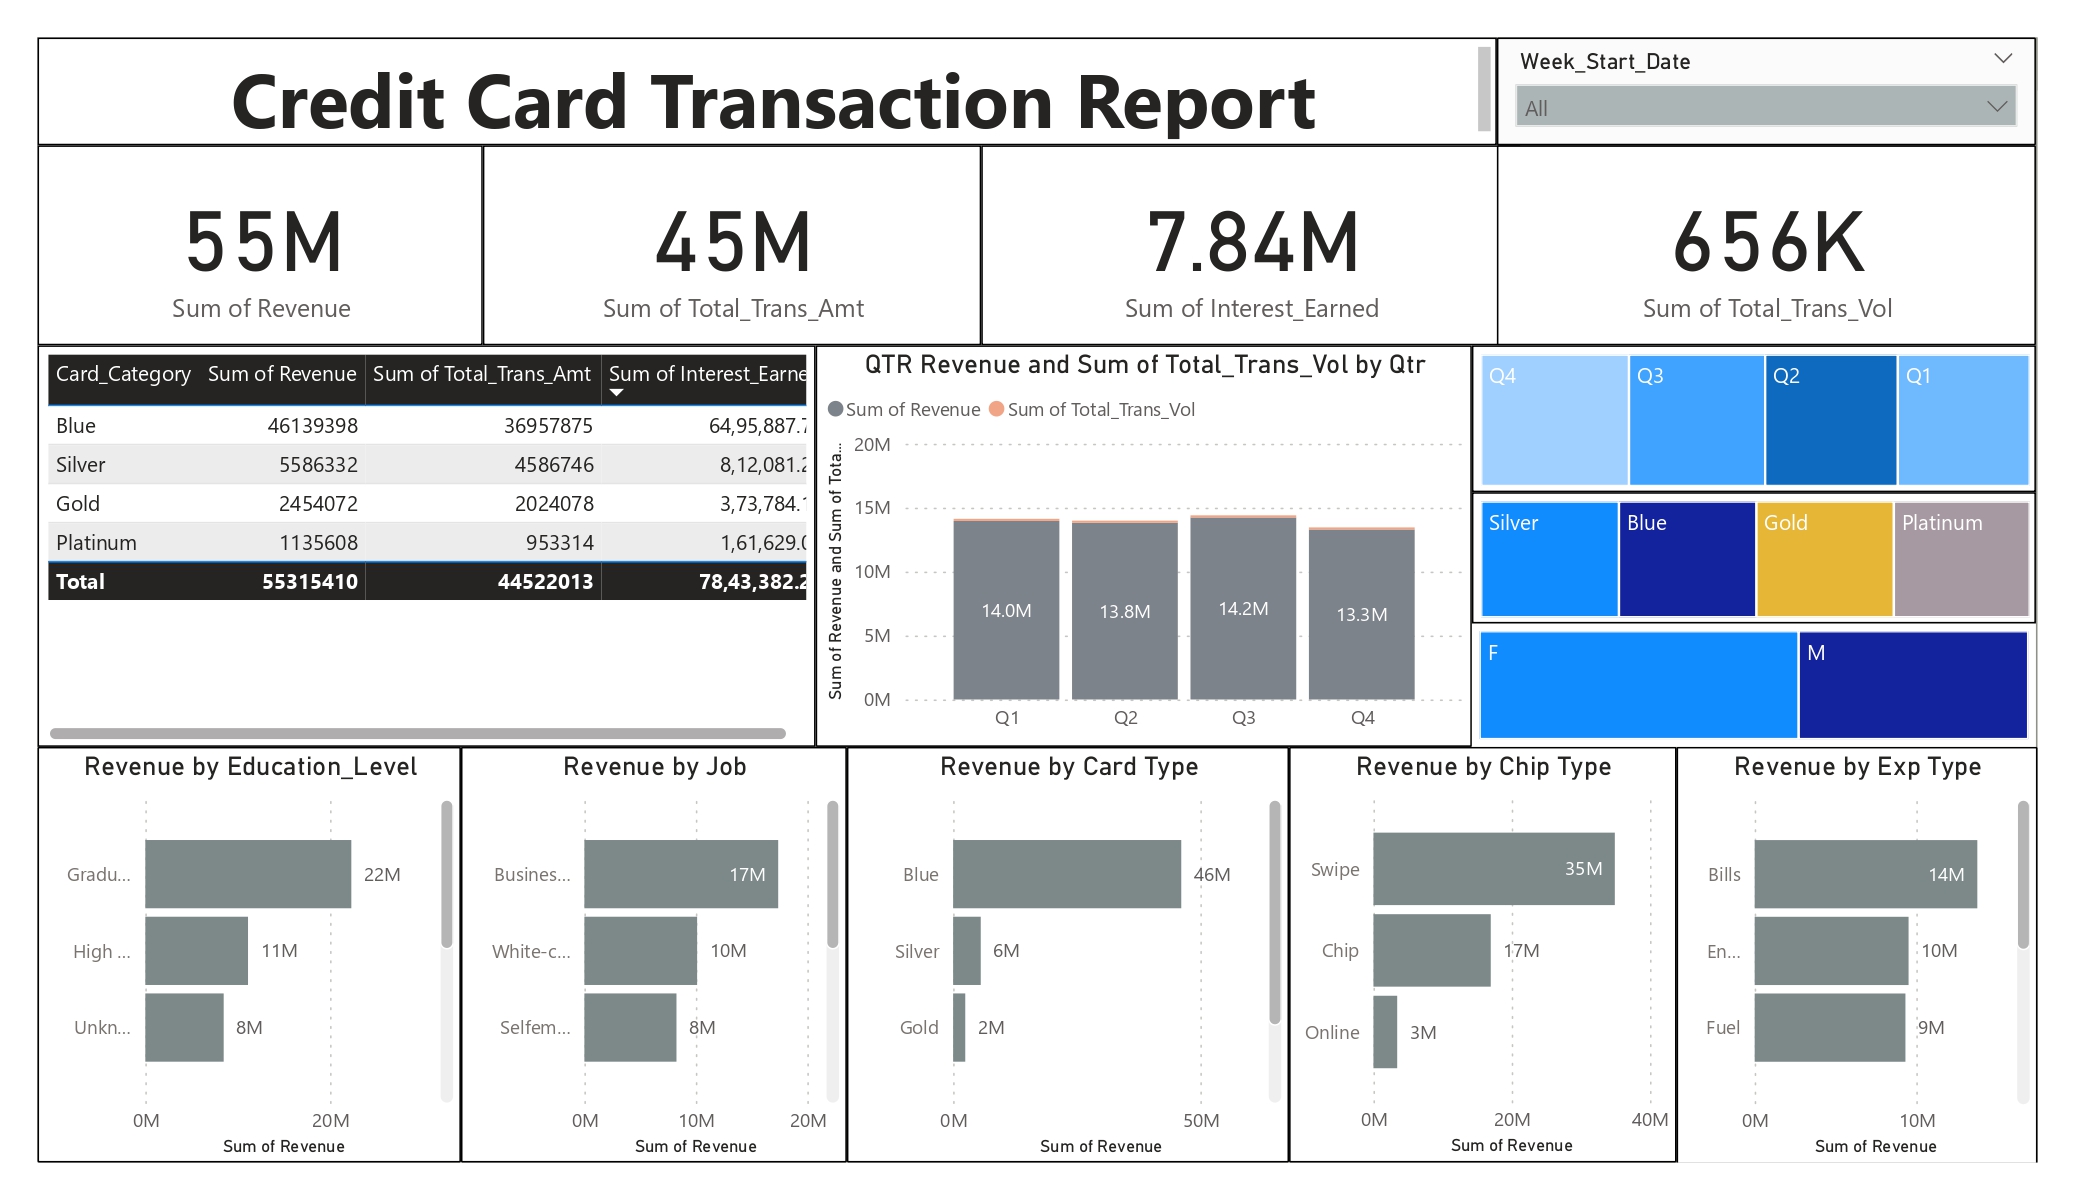 Credit Card Transaction Report
Week_Start_Date
All
55M
Sum of Revenue
45M
Sum of Total_Trans_Amt
7.84M
Sum of Interest_Earned
656K
Sum of Total_Trans_Vol
Card_Category Sum of Revenue Sum of Total_Trans_Amt Sum of Interest_Earne
Blue 46139398 36957875 64,95,887.7
Silver 5586332 4586746 8,12,081.2
Gold 2454072 2024078 3,73,784.1
Platinum 1135608 953314 1,61,629.0
Total 55315410 44522013 78,43,382.2
QTR Revenue and Sum of Total_Trans_Vol by Qtr
Sum of Revenue Sum of Total_Trans_Vol
Sum of Revenue and Sum of Tota...
20M
15M
10M
5M
0M
14.0M 13.8M 14.2M 13.3M
Q1 Q2 Q3 Q4
Q4 Q3 Q2 Q1
Silver Blue Gold Platinum
F M
Revenue by Education_Level
Gradu... 22M
High ... 11M
Unkn... 8M
0M 20M
Sum of Revenue
Revenue by Job
Busines... 17M
White-c... 10M
Selfem... 8M
0M 10M 20M
Sum of Revenue
Revenue by Card Type
Blue 46M
Silver 6M
Gold 2M
0M 50M
Sum of Revenue
Revenue by Chip Type
Swipe 35M
Chip 17M
Online 3M
0M 20M 40M
Sum of Revenue
Revenue by Exp Type
Bills 14M
En... 10M
Fuel 9M
0M 10M
Sum of Revenue